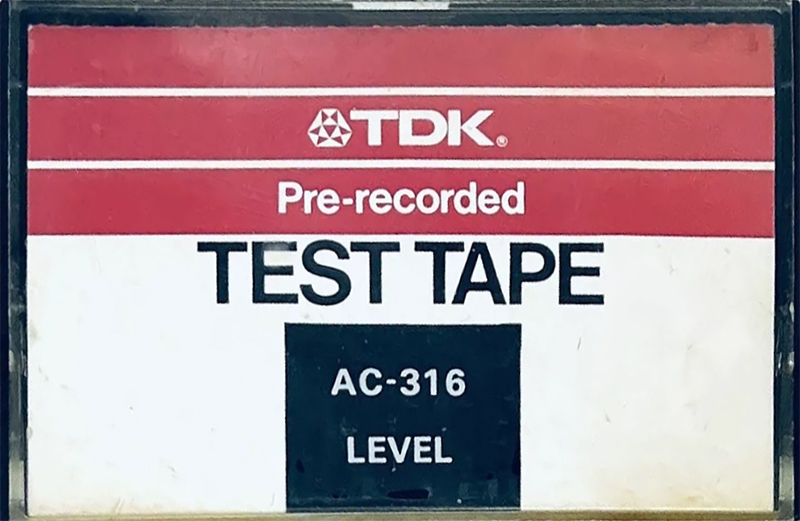 TDK®
Pre-recorded
TEST TAPE
AC-316
LEVEL